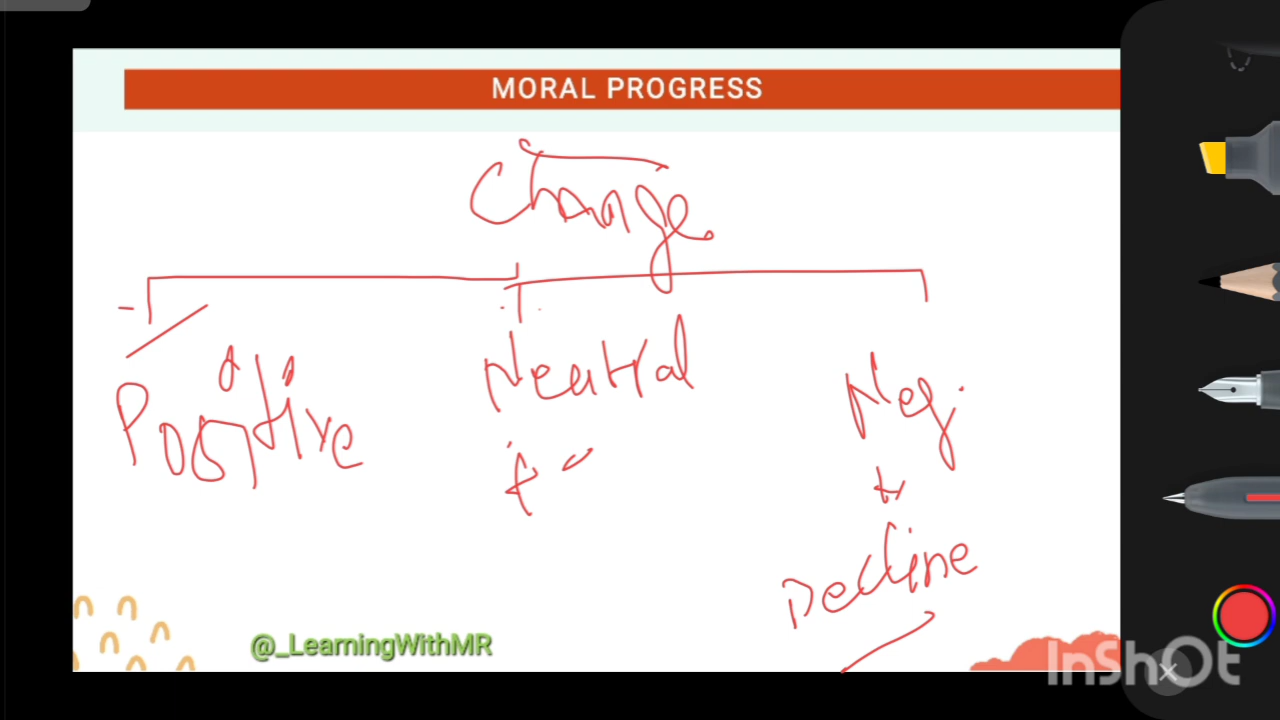 MORAL PROGRESS
Change
Positive
Neutral
Neg.
Decline
@_LearningWithMR
InShOt